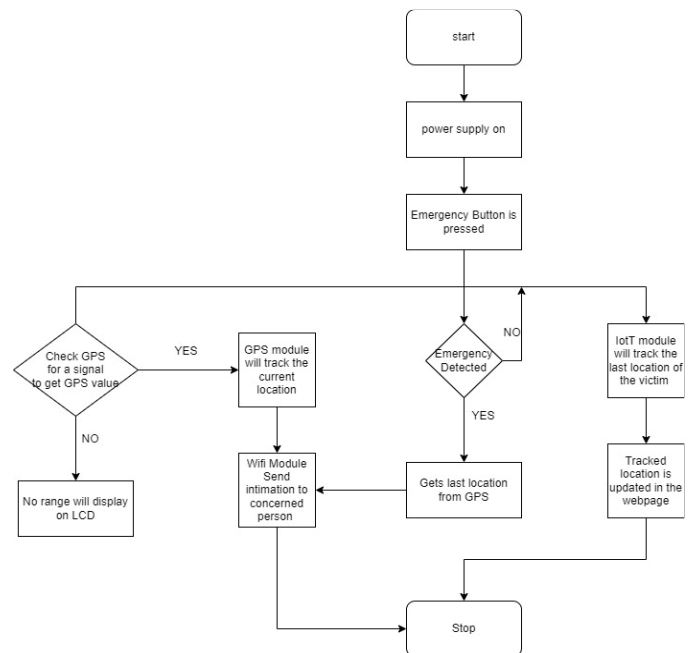 start
power supply on
Emergency Button is
pressed
Check GPS
for a signal
to get GPS value
YES
NO
GPS module
will track the
current
location
Emergency
Detected
NO
YES
IotT module
will track the
last location of
the victim
No range will display
on LCD
Wifi Module
Send
intimation to
concerned
person
Gets last location
from GPS
Tracked
location is
updated in the
webpage
Stop